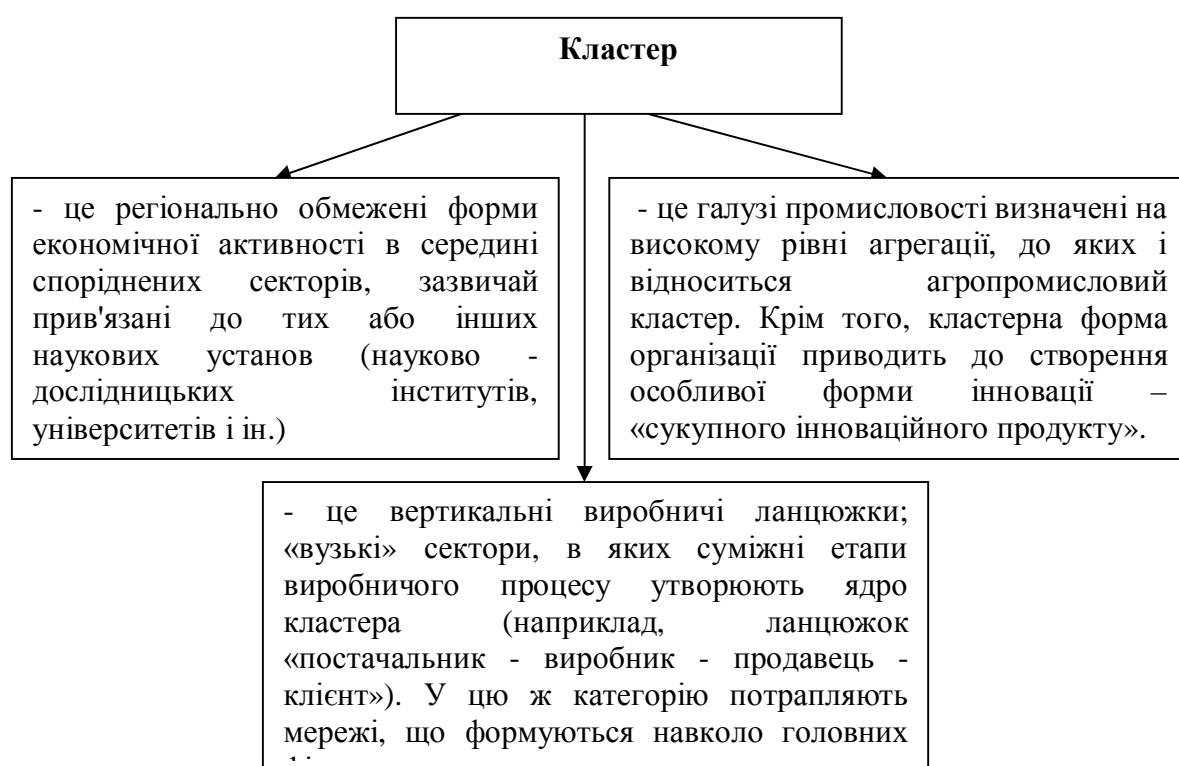 Кластер
- це регіонально обмежені форми
економічної активності в середині
споріднених секторів, зазвичай
прив'язані до тих або інших
наукових установ (науково -
дослідницьких інститутів,
університетів і ін.)
- це галузі промисловості визначені на
високому рівні агрегації, до яких і
відноситься агропромисловий
кластер. Крім того, кластерна форма
організації приводить до створення
особливої форми інновації –
«сукупного інноваційного продукту».
- це вертикальні виробничі ланцюжки;
«вузькі» сектори, в яких суміжні етапи
виробничого процесу утворюють ядро
кластера (наприклад, ланцюжок
«постачальник - виробник - продавець -
клієнт»). У цю ж категорію потрапляють
мережі, що формуються навколо головних